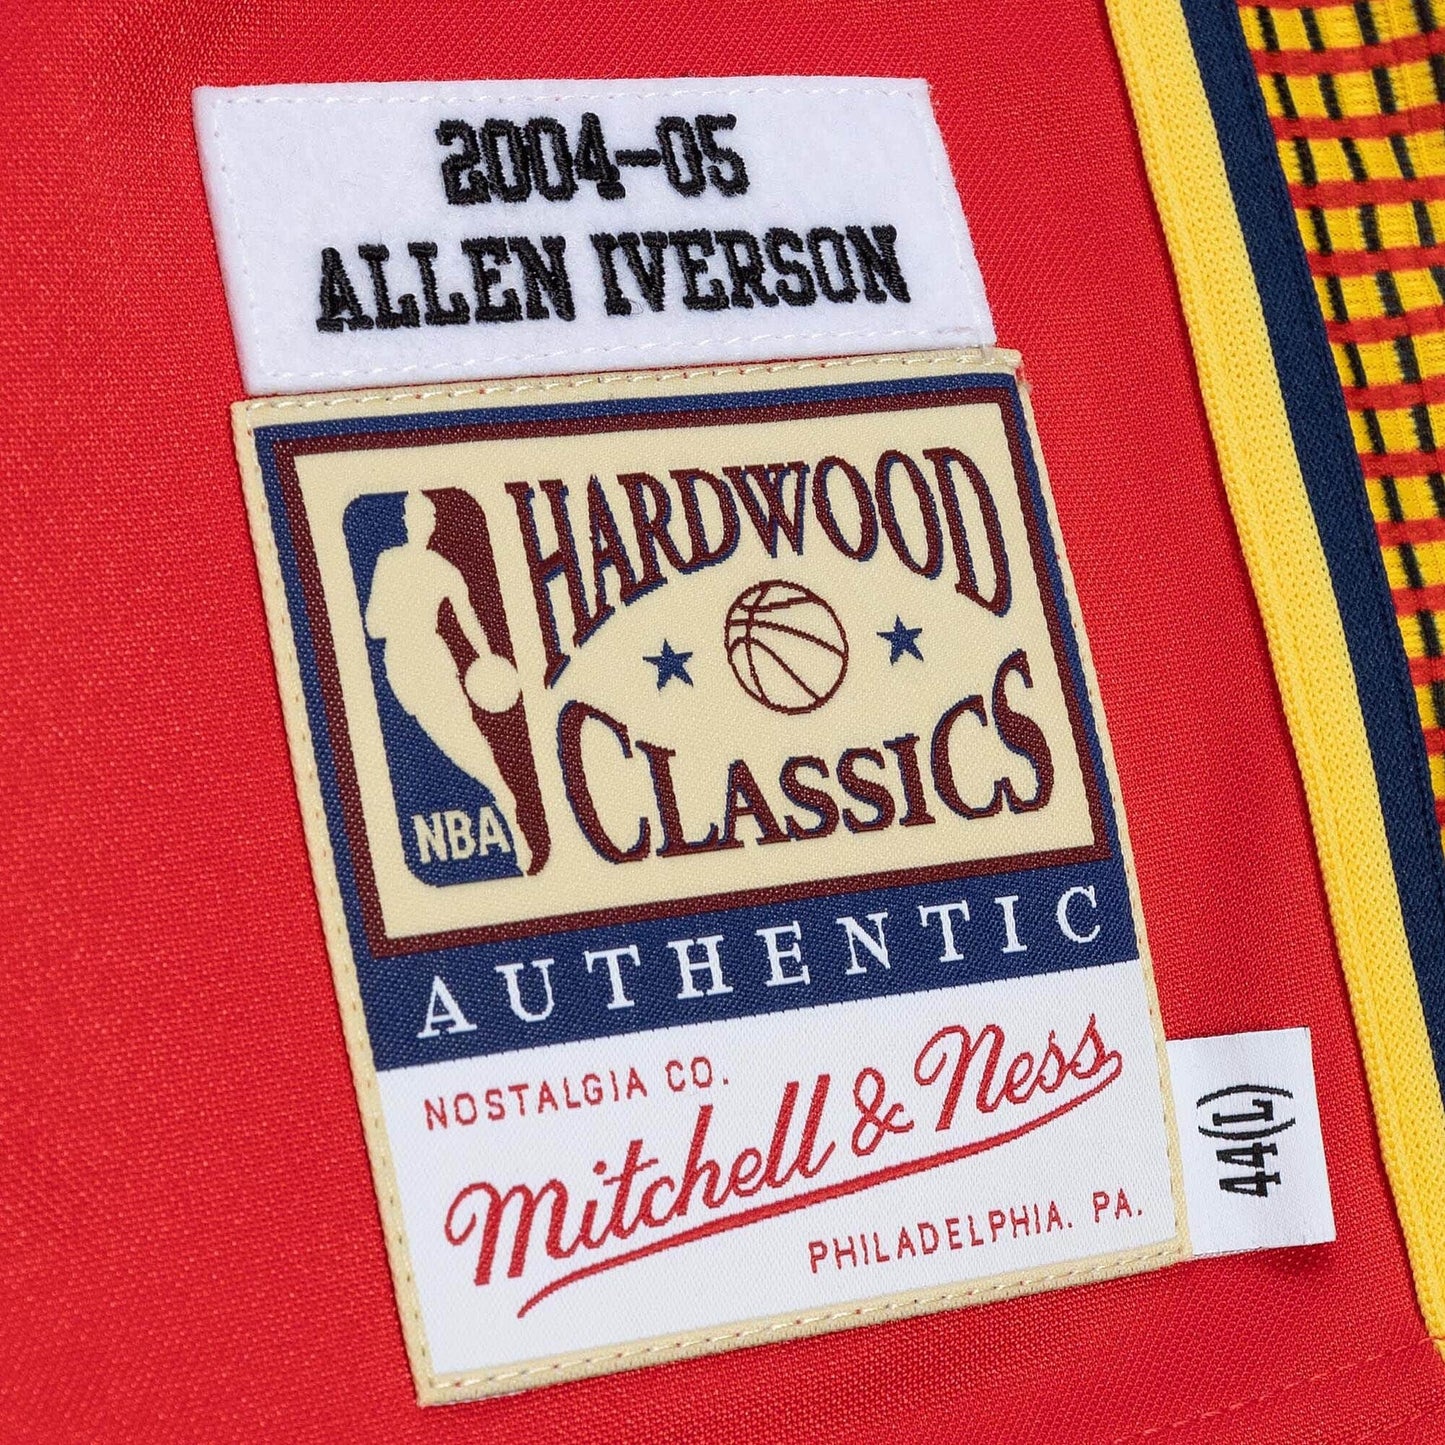 2004-05
ALLEN IVERSON
HARDWOOD
CLASSICS
NBA
AUTHENTIC
NOSTALGIA CO.
Mitchell & Ness
PHILADELPHIA. PA.
44(L)